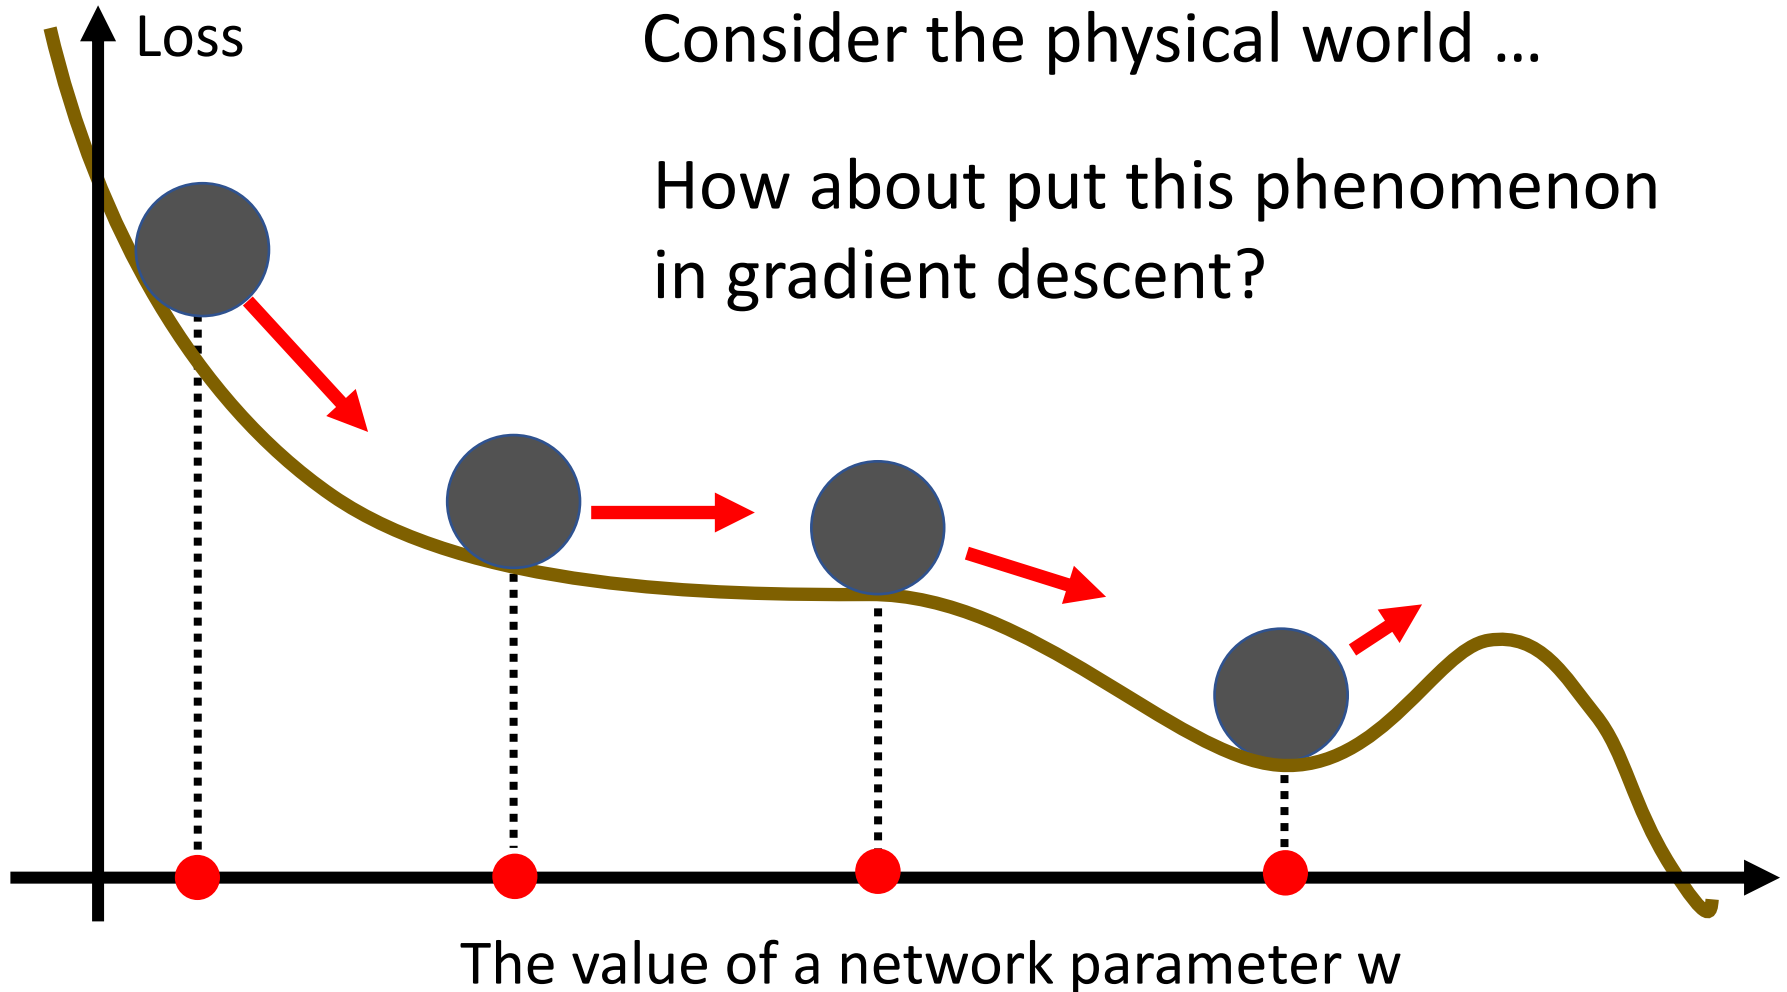 Loss
Consider the physical world ...
How about put this phenomenon
in gradient descent?
The value of a network parameter w